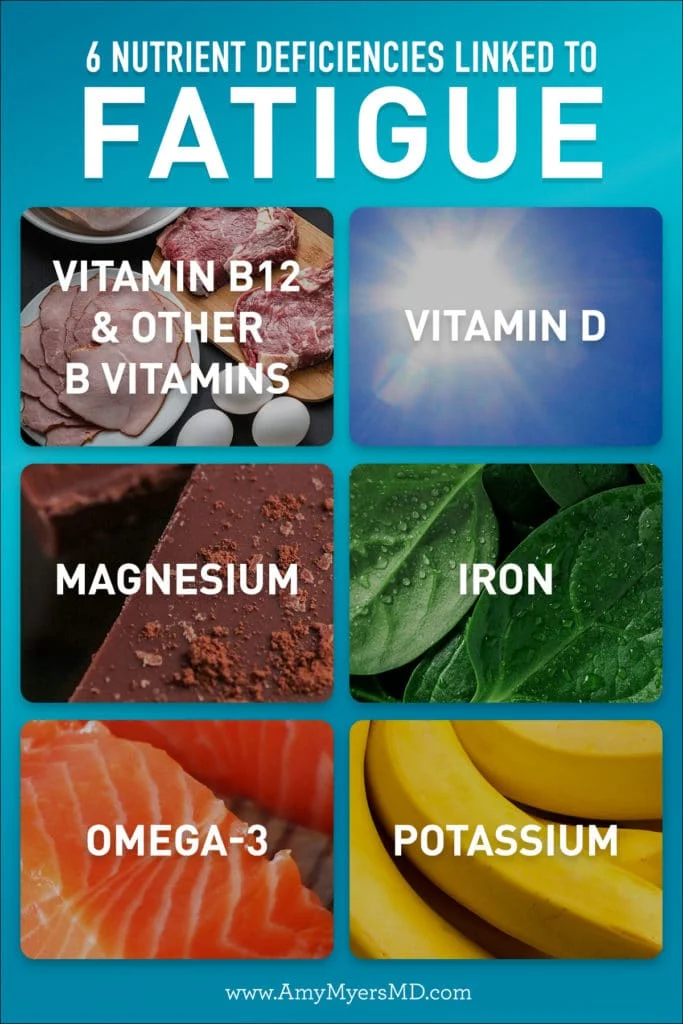 6 NUTRIENT DEFICIENCIES LINKED TO
FATIGUE
VITAMIN B12
& OTHER
B VITAMINS
VITAMIN D
MAGNESIUM
IRON
OMEGA-3
POTASSIUM
www.AmyMyersMD.com